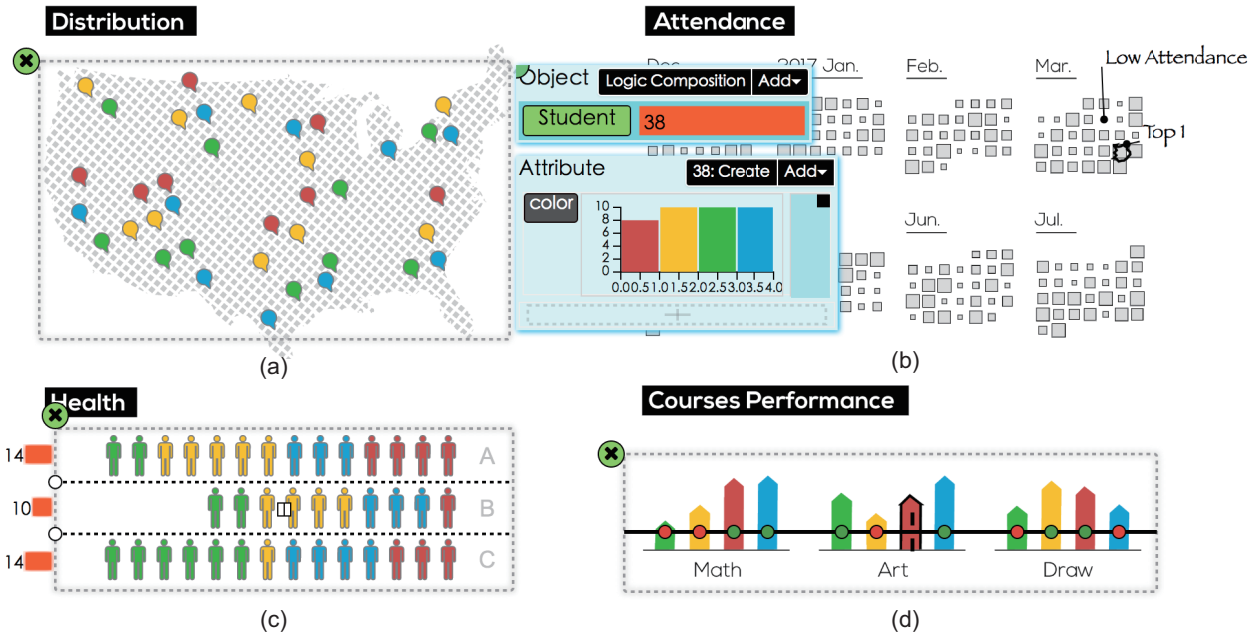 Distribution
Attendance
Object Logic Composition Add
Student 38
Attribute 38: Create Add
color
10
8
6
4
2
0
0.00 0.5 1.0 1.5 2.0 2.5 3.0 3.5 4.0
2017 Jan.
Feb.
Mar.
Low Attendance
Top 1
Jun.
Jul.
(a)
(b)
Health
14 A
10 B
14 C
(c)
Courses Performance
Math Art Draw
(d)